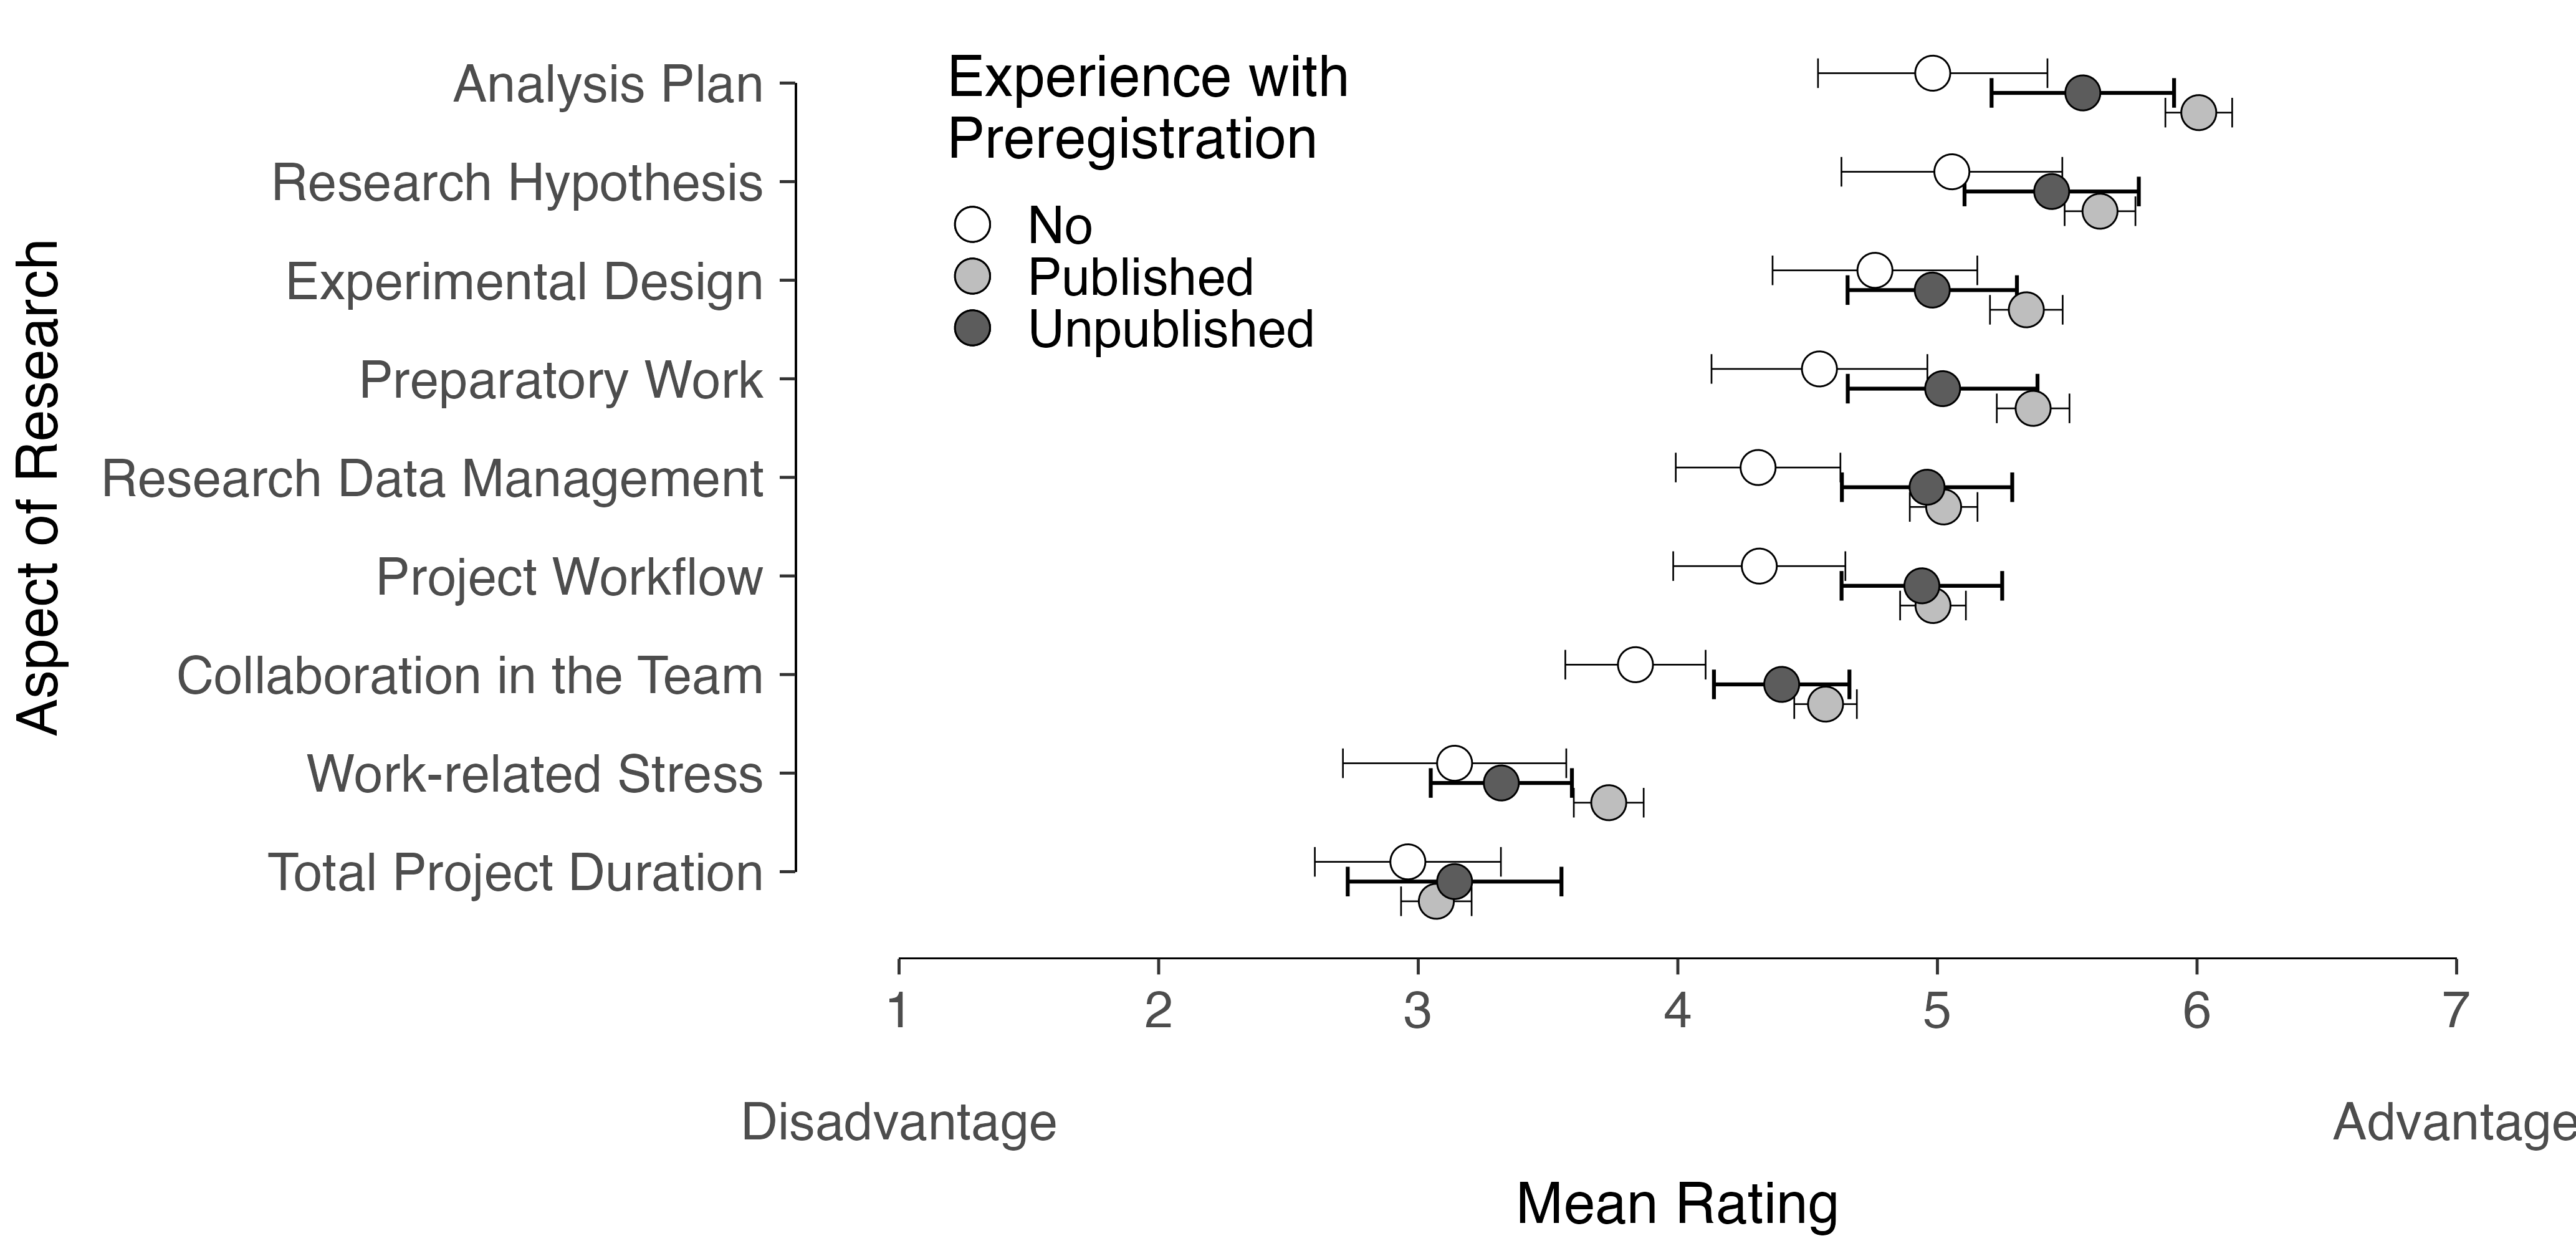 Experience with
Preregistration
No
Published
Unpublished
Aspect of Research
Analysis Plan
Research Hypothesis
Experimental Design
Preparatory Work
Research Data Management
Project Workflow
Collaboration in the Team
Work-related Stress
Total Project Duration
1 2 3 4 5 6 7
Disadvantage Advantage
Mean Rating